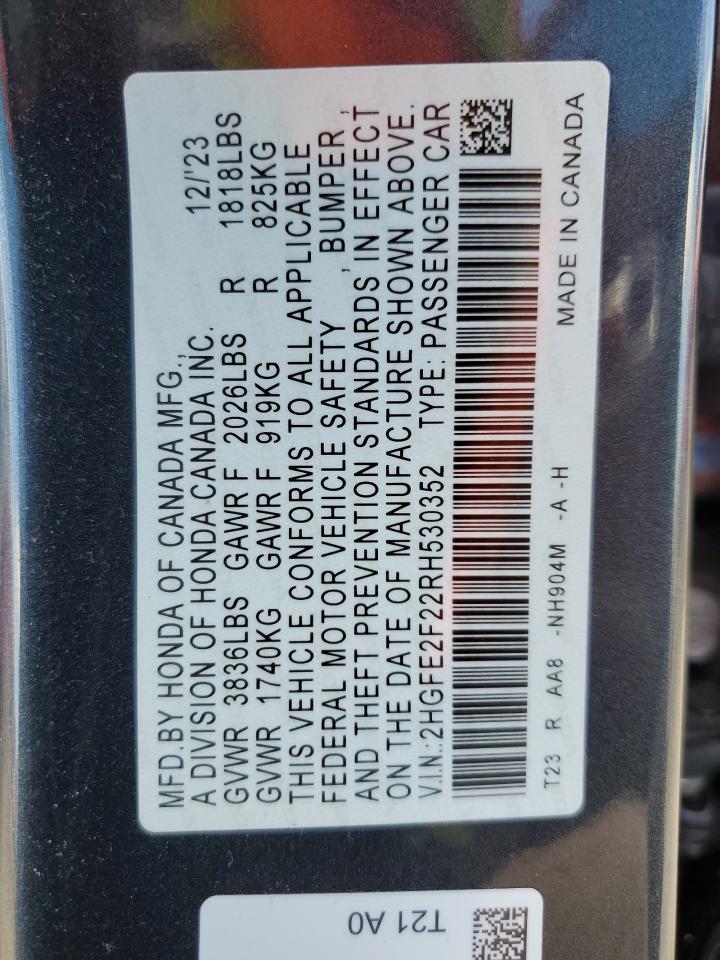 MFD.BY HONDA OF CANADA MFG.,
A DIVISION OF HONDA CANADA INC. 12/'23
GVWR 3836LBS GAWR F 2026LBS R 1818LBS
GVWR 1740KG GAWR F 919KG R 825KG
THIS VEHICLE CONFORMS TO ALL APPLICABLE
FEDERAL MOTOR VEHICLE SAFETY , BUMPER ,
AND THEFT PREVENTION STANDARDS IN EFFECT
ON THE DATE OF MANUFACTURE SHOWN ABOVE.
V.I.N.:2HGFE2F22RH530352 TYPE: PASSENGER CAR
T23 R AA8 -NH904M -A -H MADE IN CANADA
T21 A0